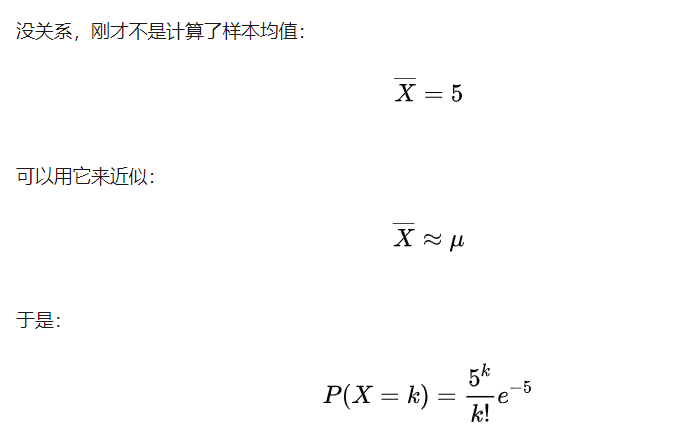 没关系，刚才不是计算了样本均值：
$\overline{X} = 5$
可以用它来近似：
$\overline{X} \approx \mu$
于是：
$P(X = k) = \frac{5^k}{k!}e^{-5}$